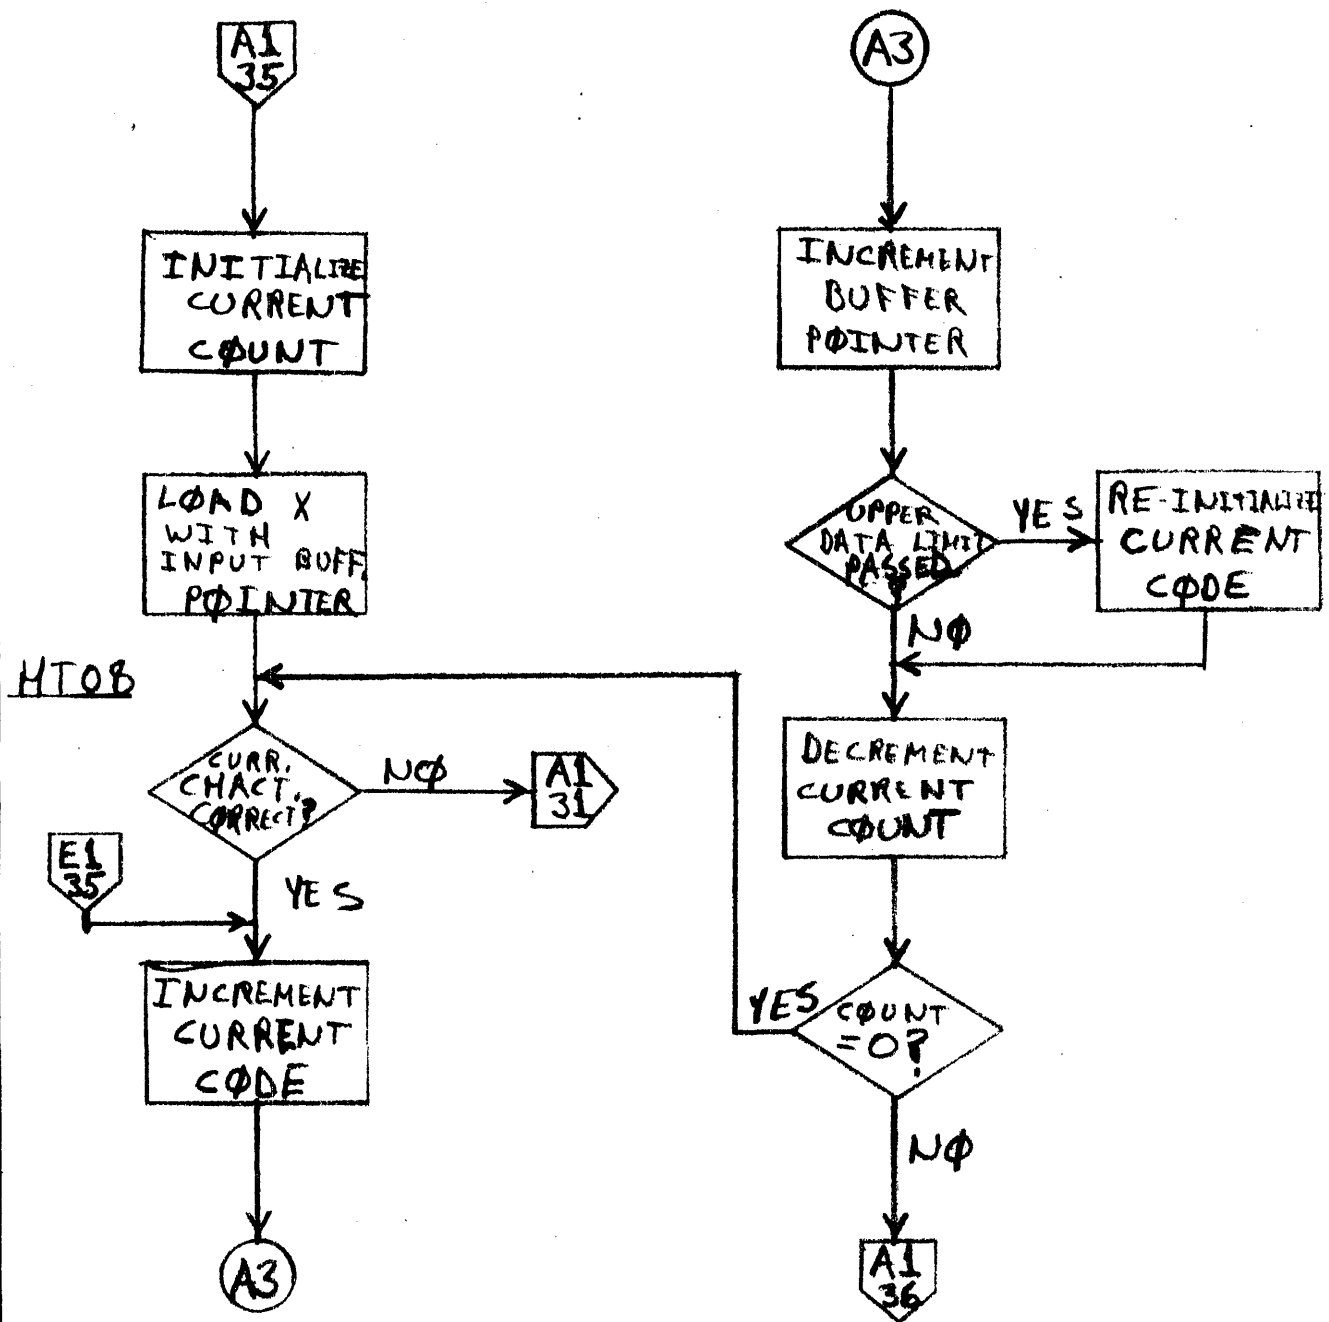 A1
35
INITIALIZE
CURRENT
CØUNT
LØAD X
WITH
INPUT BUFF.
PØINTER
MT08
CURR.
CHACT.
CØRRECT?
NØ
A1
31
E1
35
YES
INCREMENT
CURRENT
CØDE
A3
A3
INCREMENT
BUFFER
PØINTER
UPPER
DATA LIMIT
PASSED
?
YES
RE-INITIALIZE
CURRENT
CØDE
NØ
DECREMENT
CURRENT
CØUNT
YES
CØUNT
=0?
NØ
A1
36